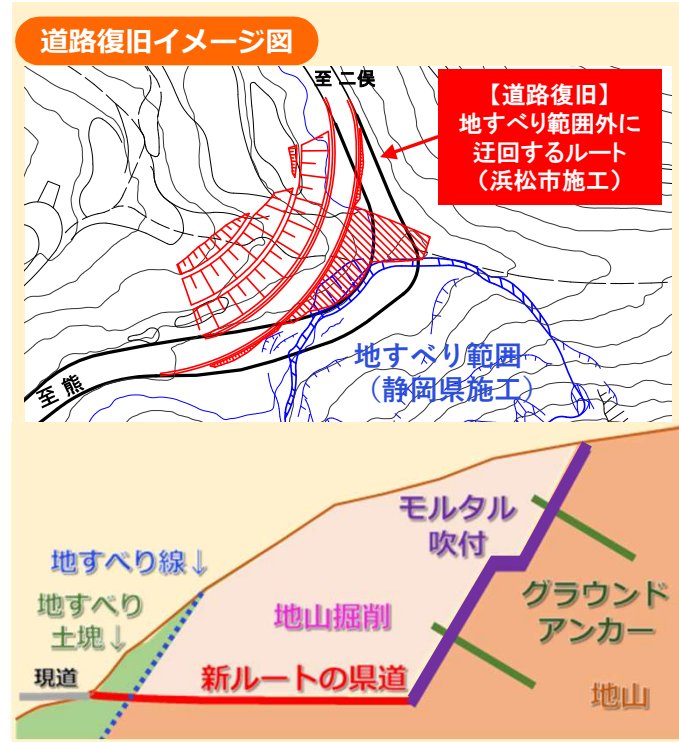 道路復旧イメージ図
至 二俣
【道路復旧】
地すべり範囲外に
迂回するルート
（浜松市施工）
地すべり範囲
（静岡県施工）
至 熊
モルタル
吹付
地すべり線↓
地すべり
土塊↓
グラウンド
アンカー
地山掘削
現道
新ルートの県道
地山